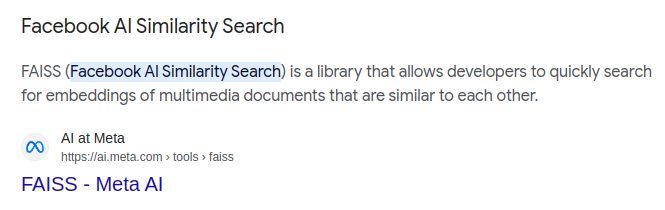 Facebook AI Similarity Search
FAISS (Facebook AI Similarity Search) is a library that allows developers to quickly search
for embeddings of multimedia documents that are similar to each other.
AI at Meta
https://ai.meta.com › tools › faiss
FAISS - Meta AI